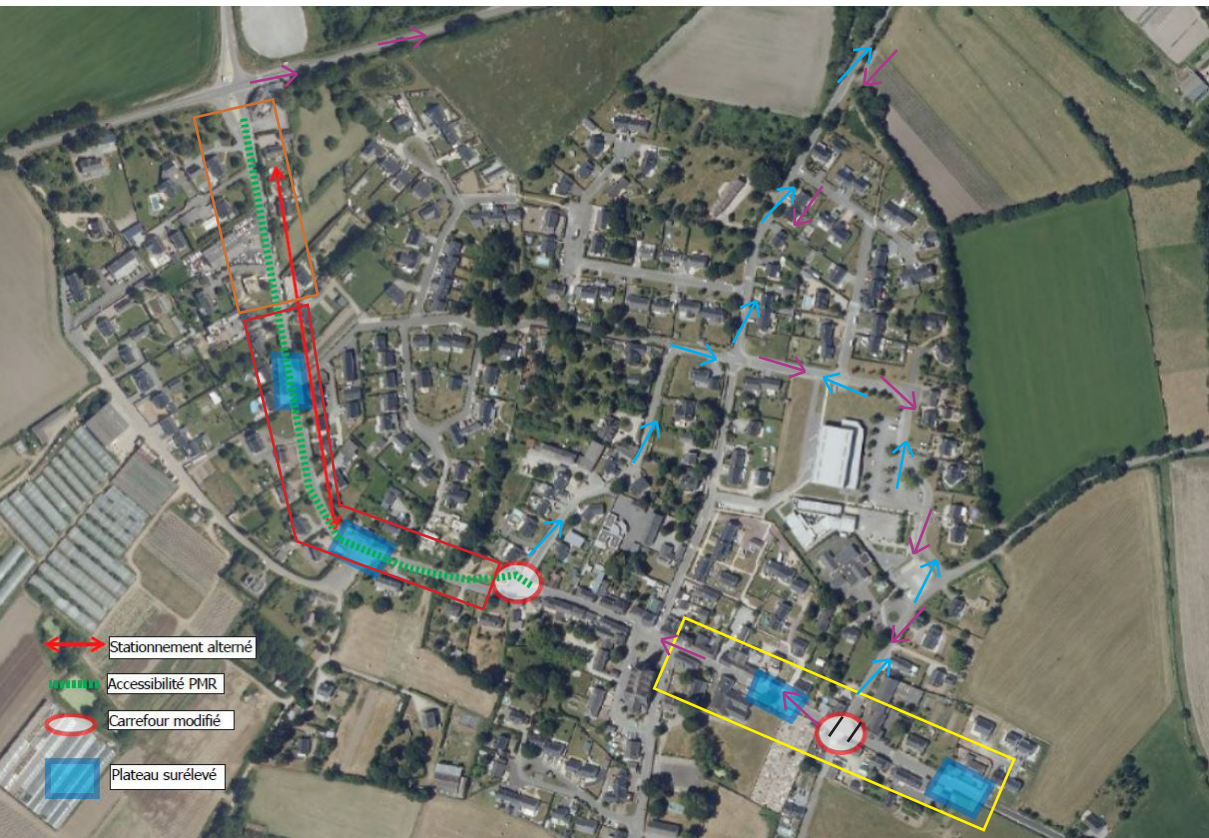 Stationnement alterné
Accessibilité PMR
Carrefour modifié
Plateau surélevé